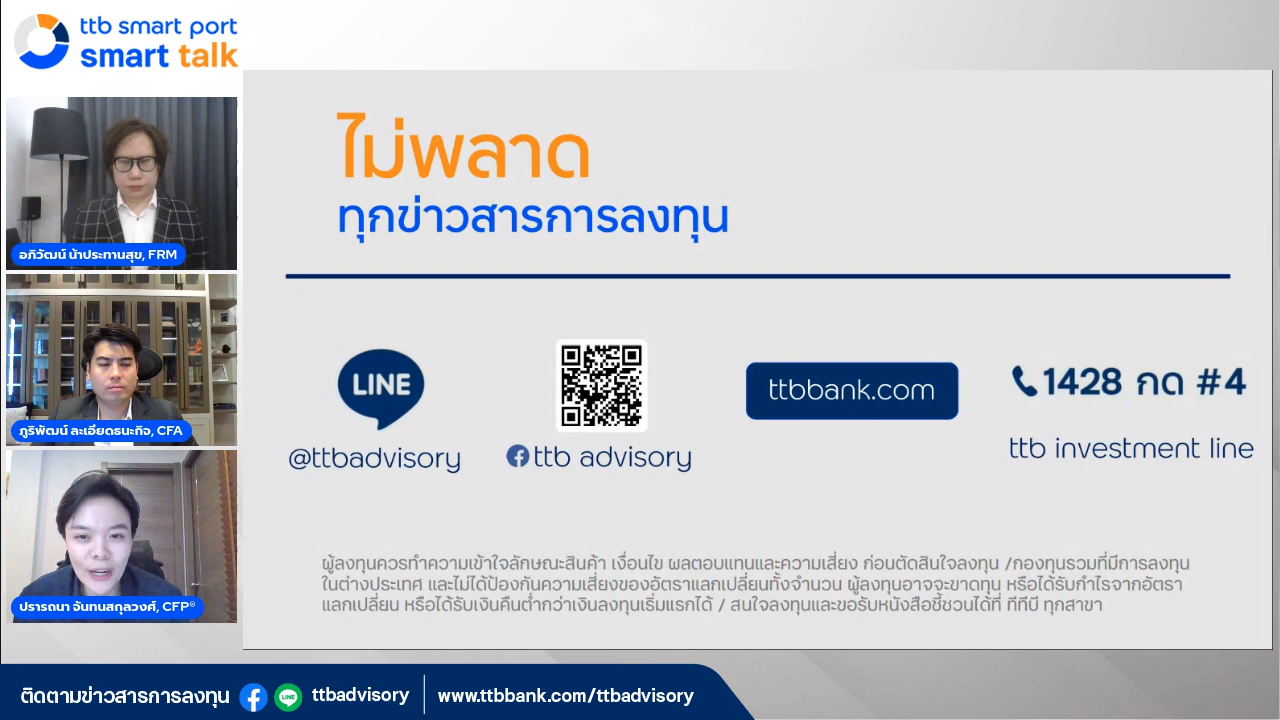 ttb smart port
smart talk
อภิวัฒน์ น้าประทานสุข, FRM
ภูริพัฒน์ ละเอียดธนะกิจ, CFA
ปรารถนา จันทนสกุลวงศ์, CFP®
ไม่พลาด
ทุกข่าวสารการลงทุน
LINE
@ttbadvisory
ttb advisory
ttbbank.com
1428 กด #4
ttb investment line
ผู้ลงทุนควรทำความเข้าใจลักษณะสินค้า เงื่อนไข ผลตอบแทนและความเสี่ยง ก่อนตัดสินใจลงทุน /กองทุนรวมที่มีการลงทุน
ในต่างประเทศ และไม่ได้ป้องกันความเสี่ยงของอัตราแลกเปลี่ยนทั้งจำนวน ผู้ลงทุนอาจจะขาดทุน หรือได้รับกำไรจากอัตรา
แลกเปลี่ยน หรือได้รับเงินคืนต่ำกว่าเงินลงทุนเริ่มแรกได้ / สนใจลงทุนและขอรับหนังสือชี้ชวนได้ที่ ทีทีบี ทุกสาขา
ติดตามข่าวสารการลงทุน
LINE
ttbadvisory
www.ttbbank.com/ttbadvisory